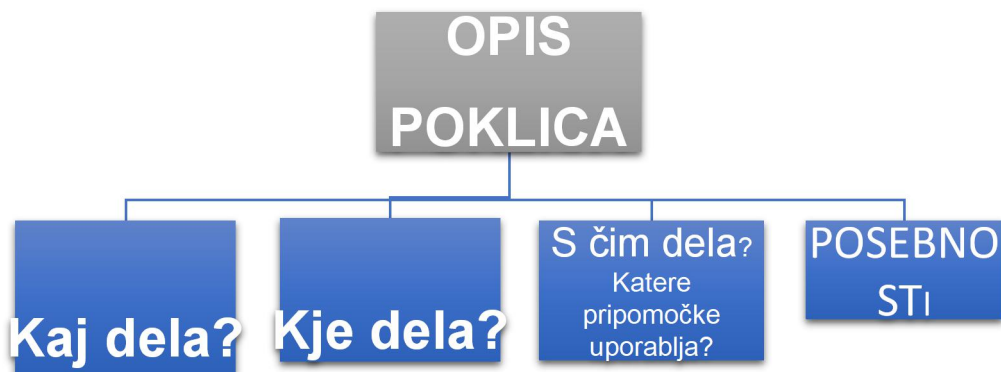 OPIS
POKLICA
Kaj dela?
Kje dela?
S čim dela?
Katere
pripomočke
uporablja?
POSEBNO
STI